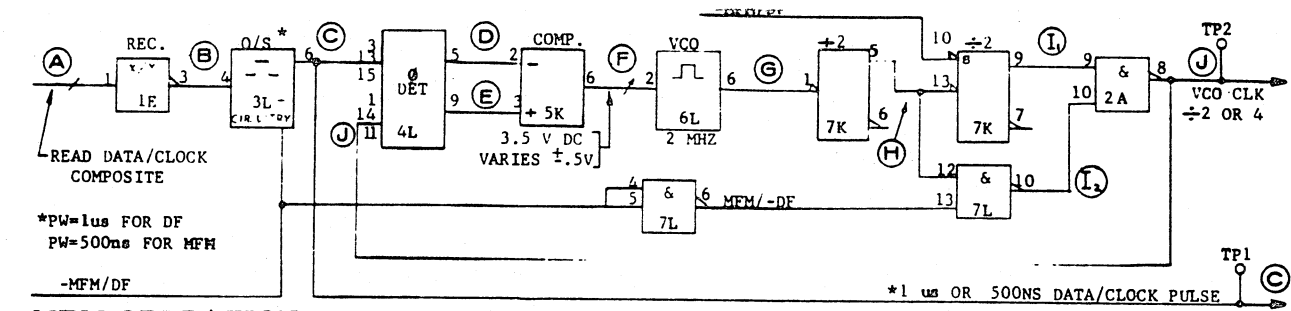 TP2
REC.
O/S *
COMP.
VCO
÷2
÷2
A
B
C
D
E
F
G
H
I₁
I₂
J
J
C
1
3
4
6
3
13
15
1
14
11
5
9
2
3
6
2
6
1
5
6
10
13
9
7
9
10
8
8
1E
3L
Ø
DET
4L
-
+ 5K
6L
7K
7K
&
2A
2 MHZ
3.5 V DC
VARIES ±.5V
VCO CLK
÷2 OR 4
READ DATA/CLOCK
COMPOSITE
*PW=1us FOR DF
PW=500ns FOR MFM
4
5
&
7L
6
MFM/-DF
12
13
&
7L
10
-MFM/DF
TP1
*1 us OR 500NS DATA/CLOCK PULSE